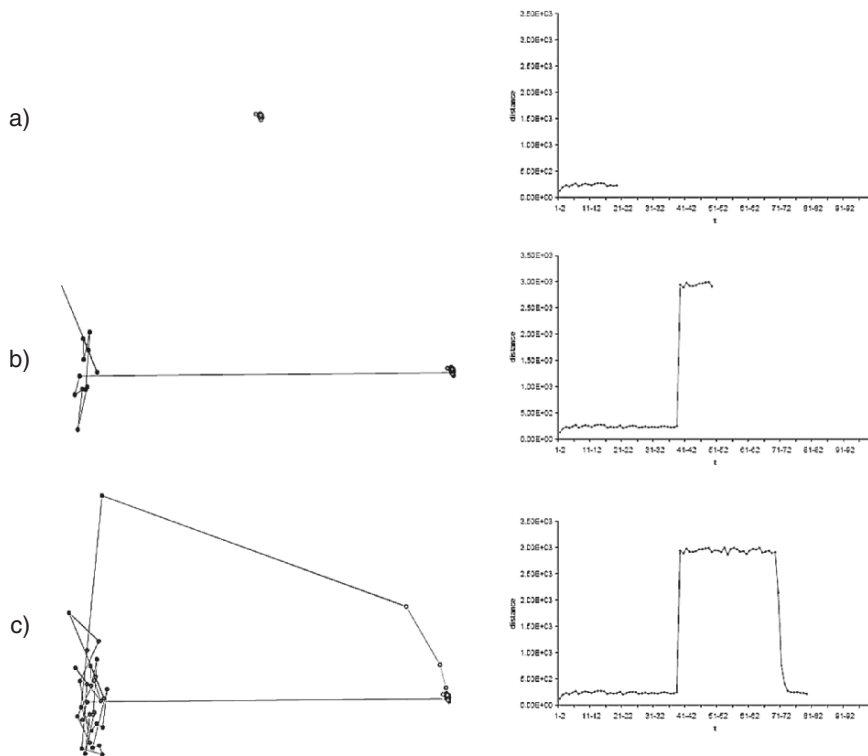 a)
distance
3.50E+03
3.00E+03
2.50E+03
2.00E+03
1.50E+03
1.00E+03
5.00E+02
0.00E+00
1-2 11-12 21-22 31-32 41-42 51-52 61-62 71-72 81-82 91-92
t
b)
distance
3.50E+03
3.00E+03
2.50E+03
2.00E+03
1.50E+03
1.00E+03
5.00E+02
0.00E+00
1-2 11-12 21-22 31-32 41-42 51-52 61-62 71-72 81-82 91-92
t
c)
distance
3.50E+03
3.00E+03
2.50E+03
2.00E+03
1.50E+03
1.00E+03
5.00E+02
0.00E+00
1-2 11-12 21-22 31-32 41-42 51-52 61-62 71-72 81-82 91-92
t